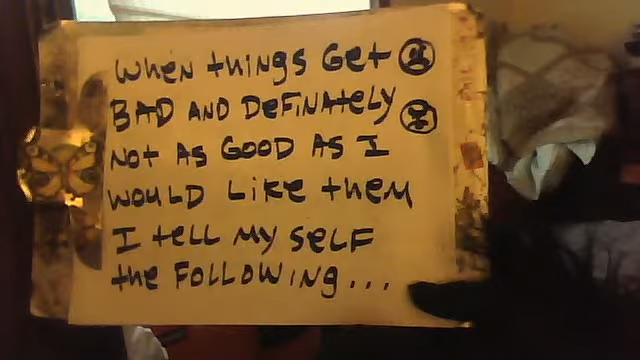 WHEN tHINGS GEt
BAD AND DEFINAtELY
NOt AS GOOD AS I
WOULD LIKE tHEM
I tELL MY SELF
tHE FOLLOWING...